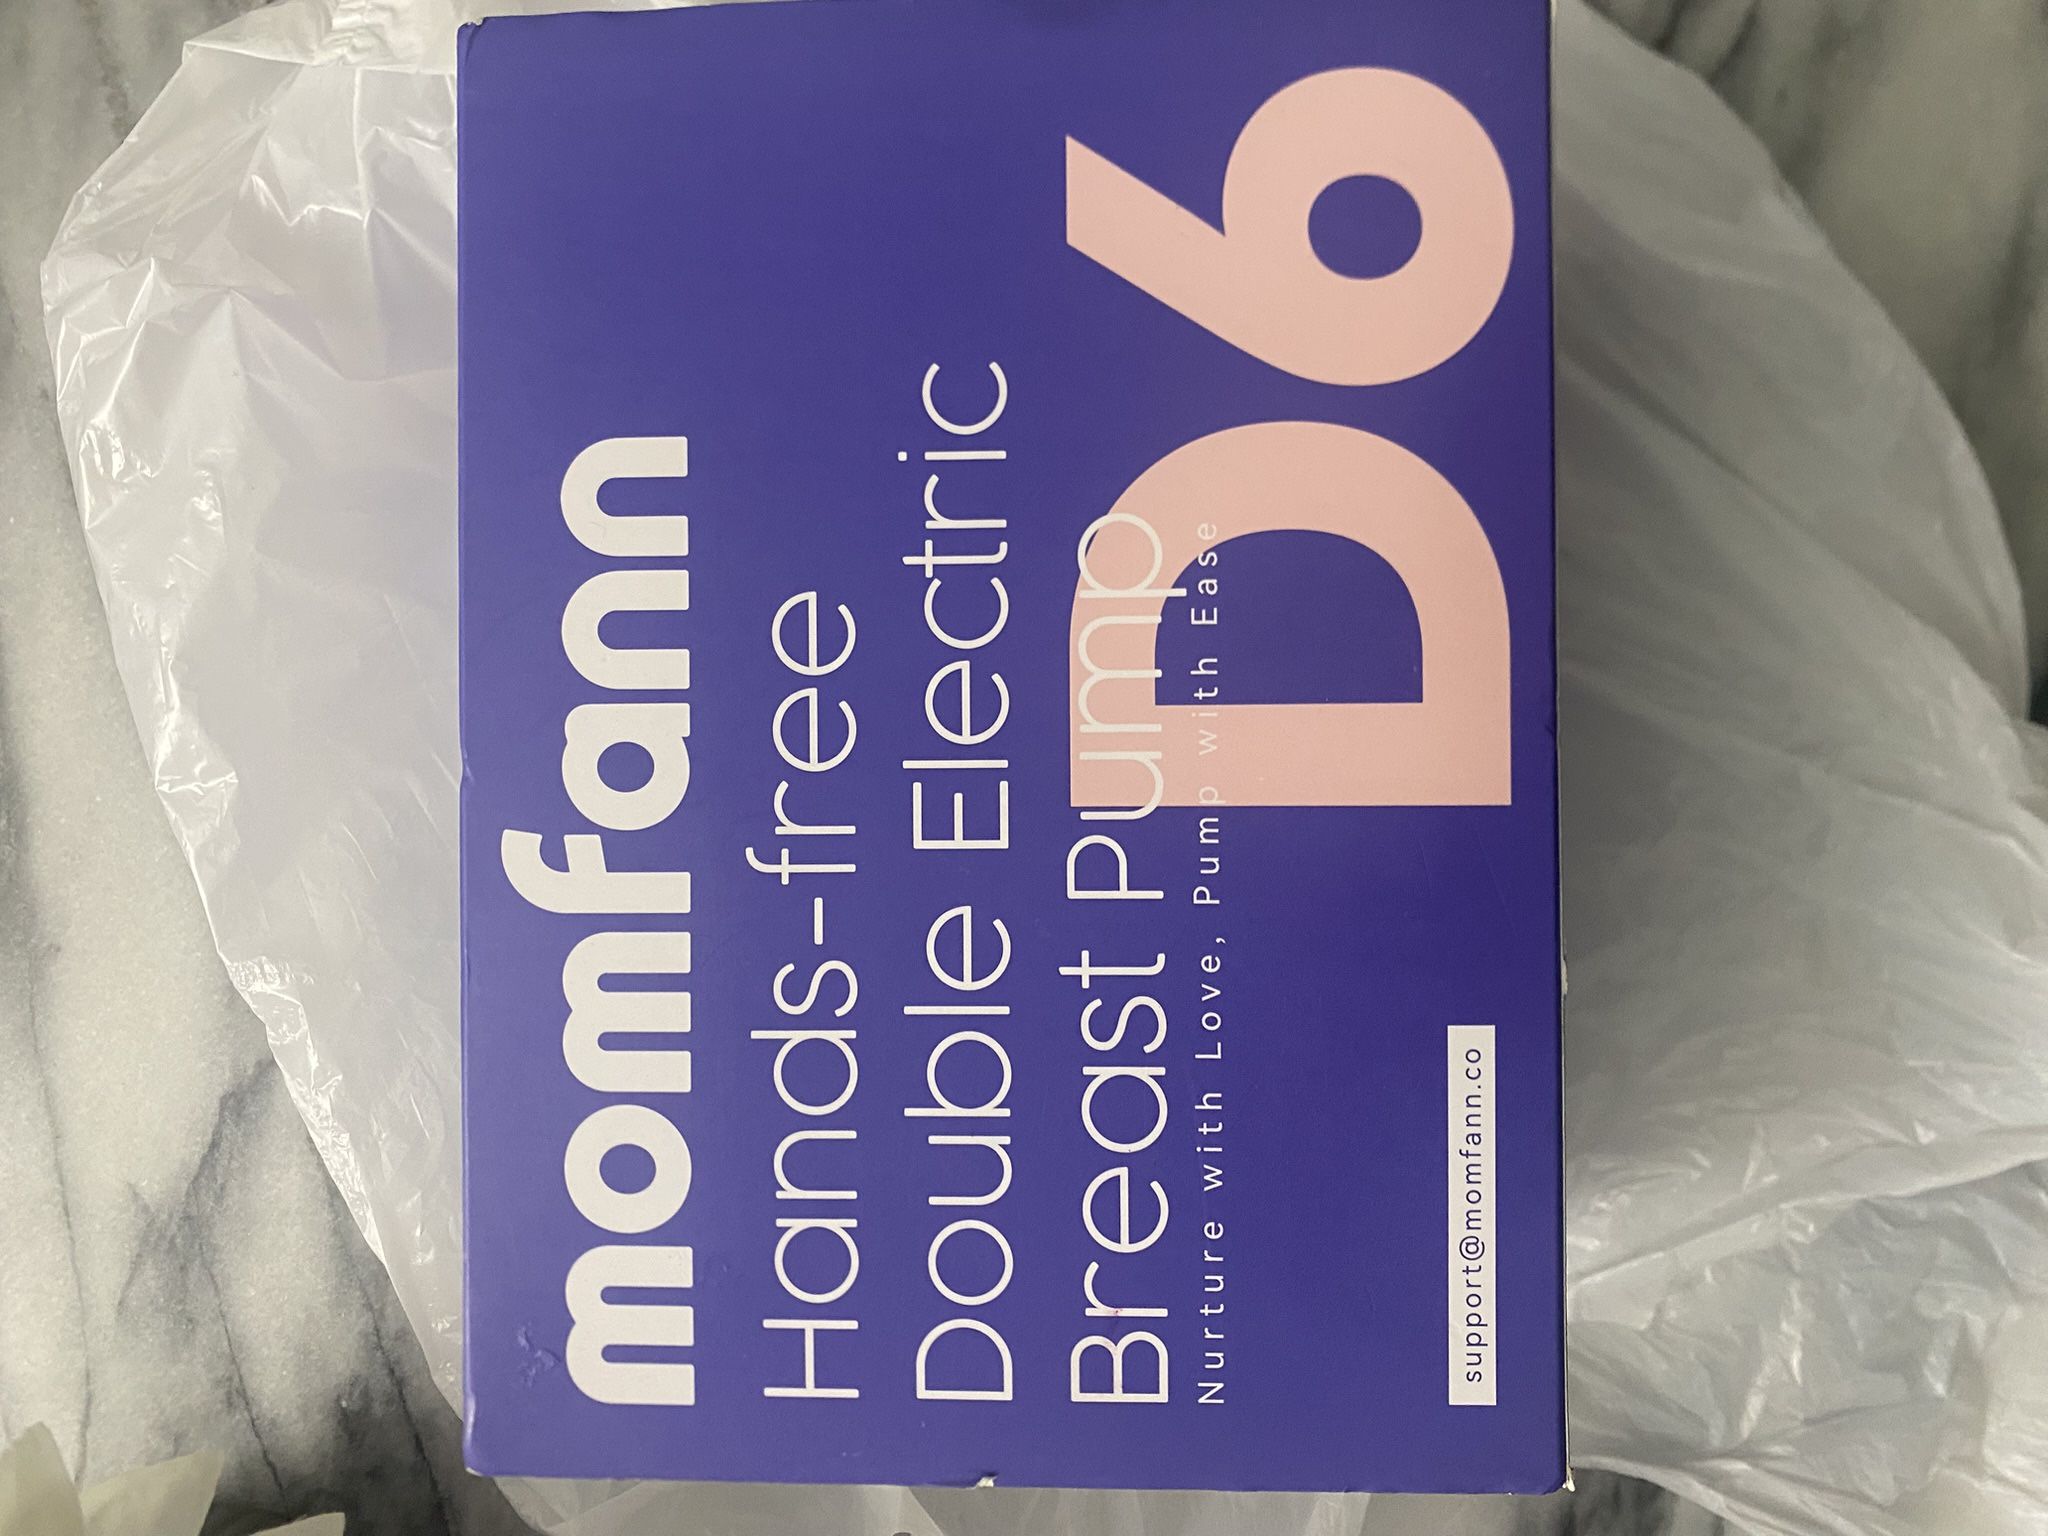 momfann
Hands-free
Double Electric
Breast Pump
Nurture with Love, Pump with Ease
D6
support@momfann.co